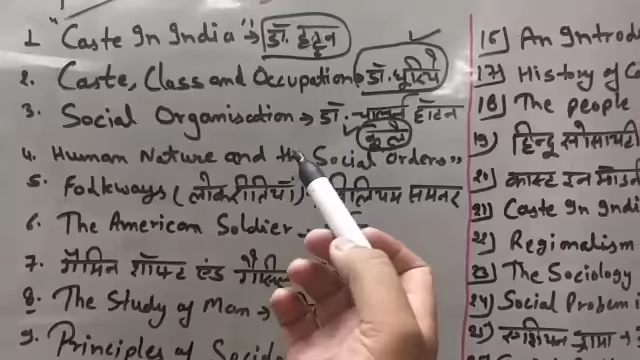 1 "Caste In India" → डॉ. हट्टन
2. Caste, Class and Occupation → डॉ. धूरिये
3. Social Organisation → डॉ. चार्ल्स हॉर्टन
कूले
4. Human Nature and the Social Orders"
5. Folkways (लोकरीतियाँ) विलियम समनर
6. The American Soldier -
7. गैमिन शॉफ्ट एंड
8. The Study of Man →
9. Principles of
15] An Introd
17] History of C
18] The people
19] हिन्दू सोसायटी
20] कास्ट इन मॉड
21] Caste In Indi
22] Regionalism
23] The Sociology
24] Social Problem i
25]